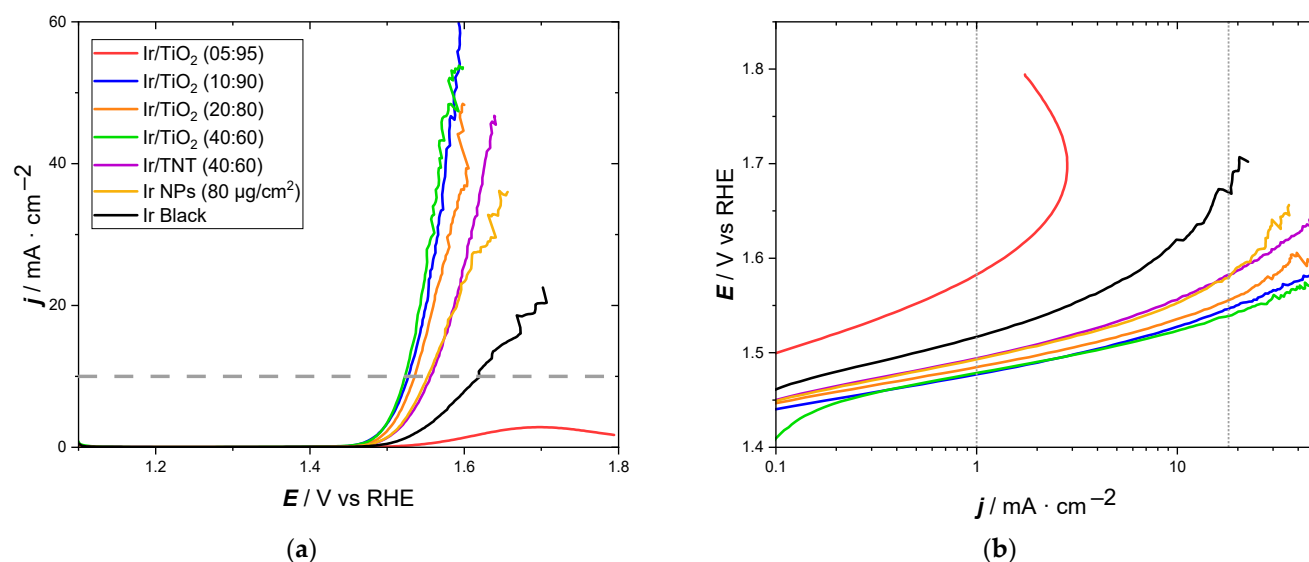 60
40
20
0
j / mA · cm⁻²
Ir/TiO₂ (05:95)
Ir/TiO₂ (10:90)
Ir/TiO₂ (20:80)
Ir/TiO₂ (40:60)
Ir/TNT (40:60)
Ir NPs (80 µg/cm²)
Ir Black
1.2 1.4 1.6 1.8
E / V vs RHE
(a)
1.8
1.7
1.6
1.5
1.4
E / V vs RHE
0.1 1 10
j / mA · cm⁻²
(b)